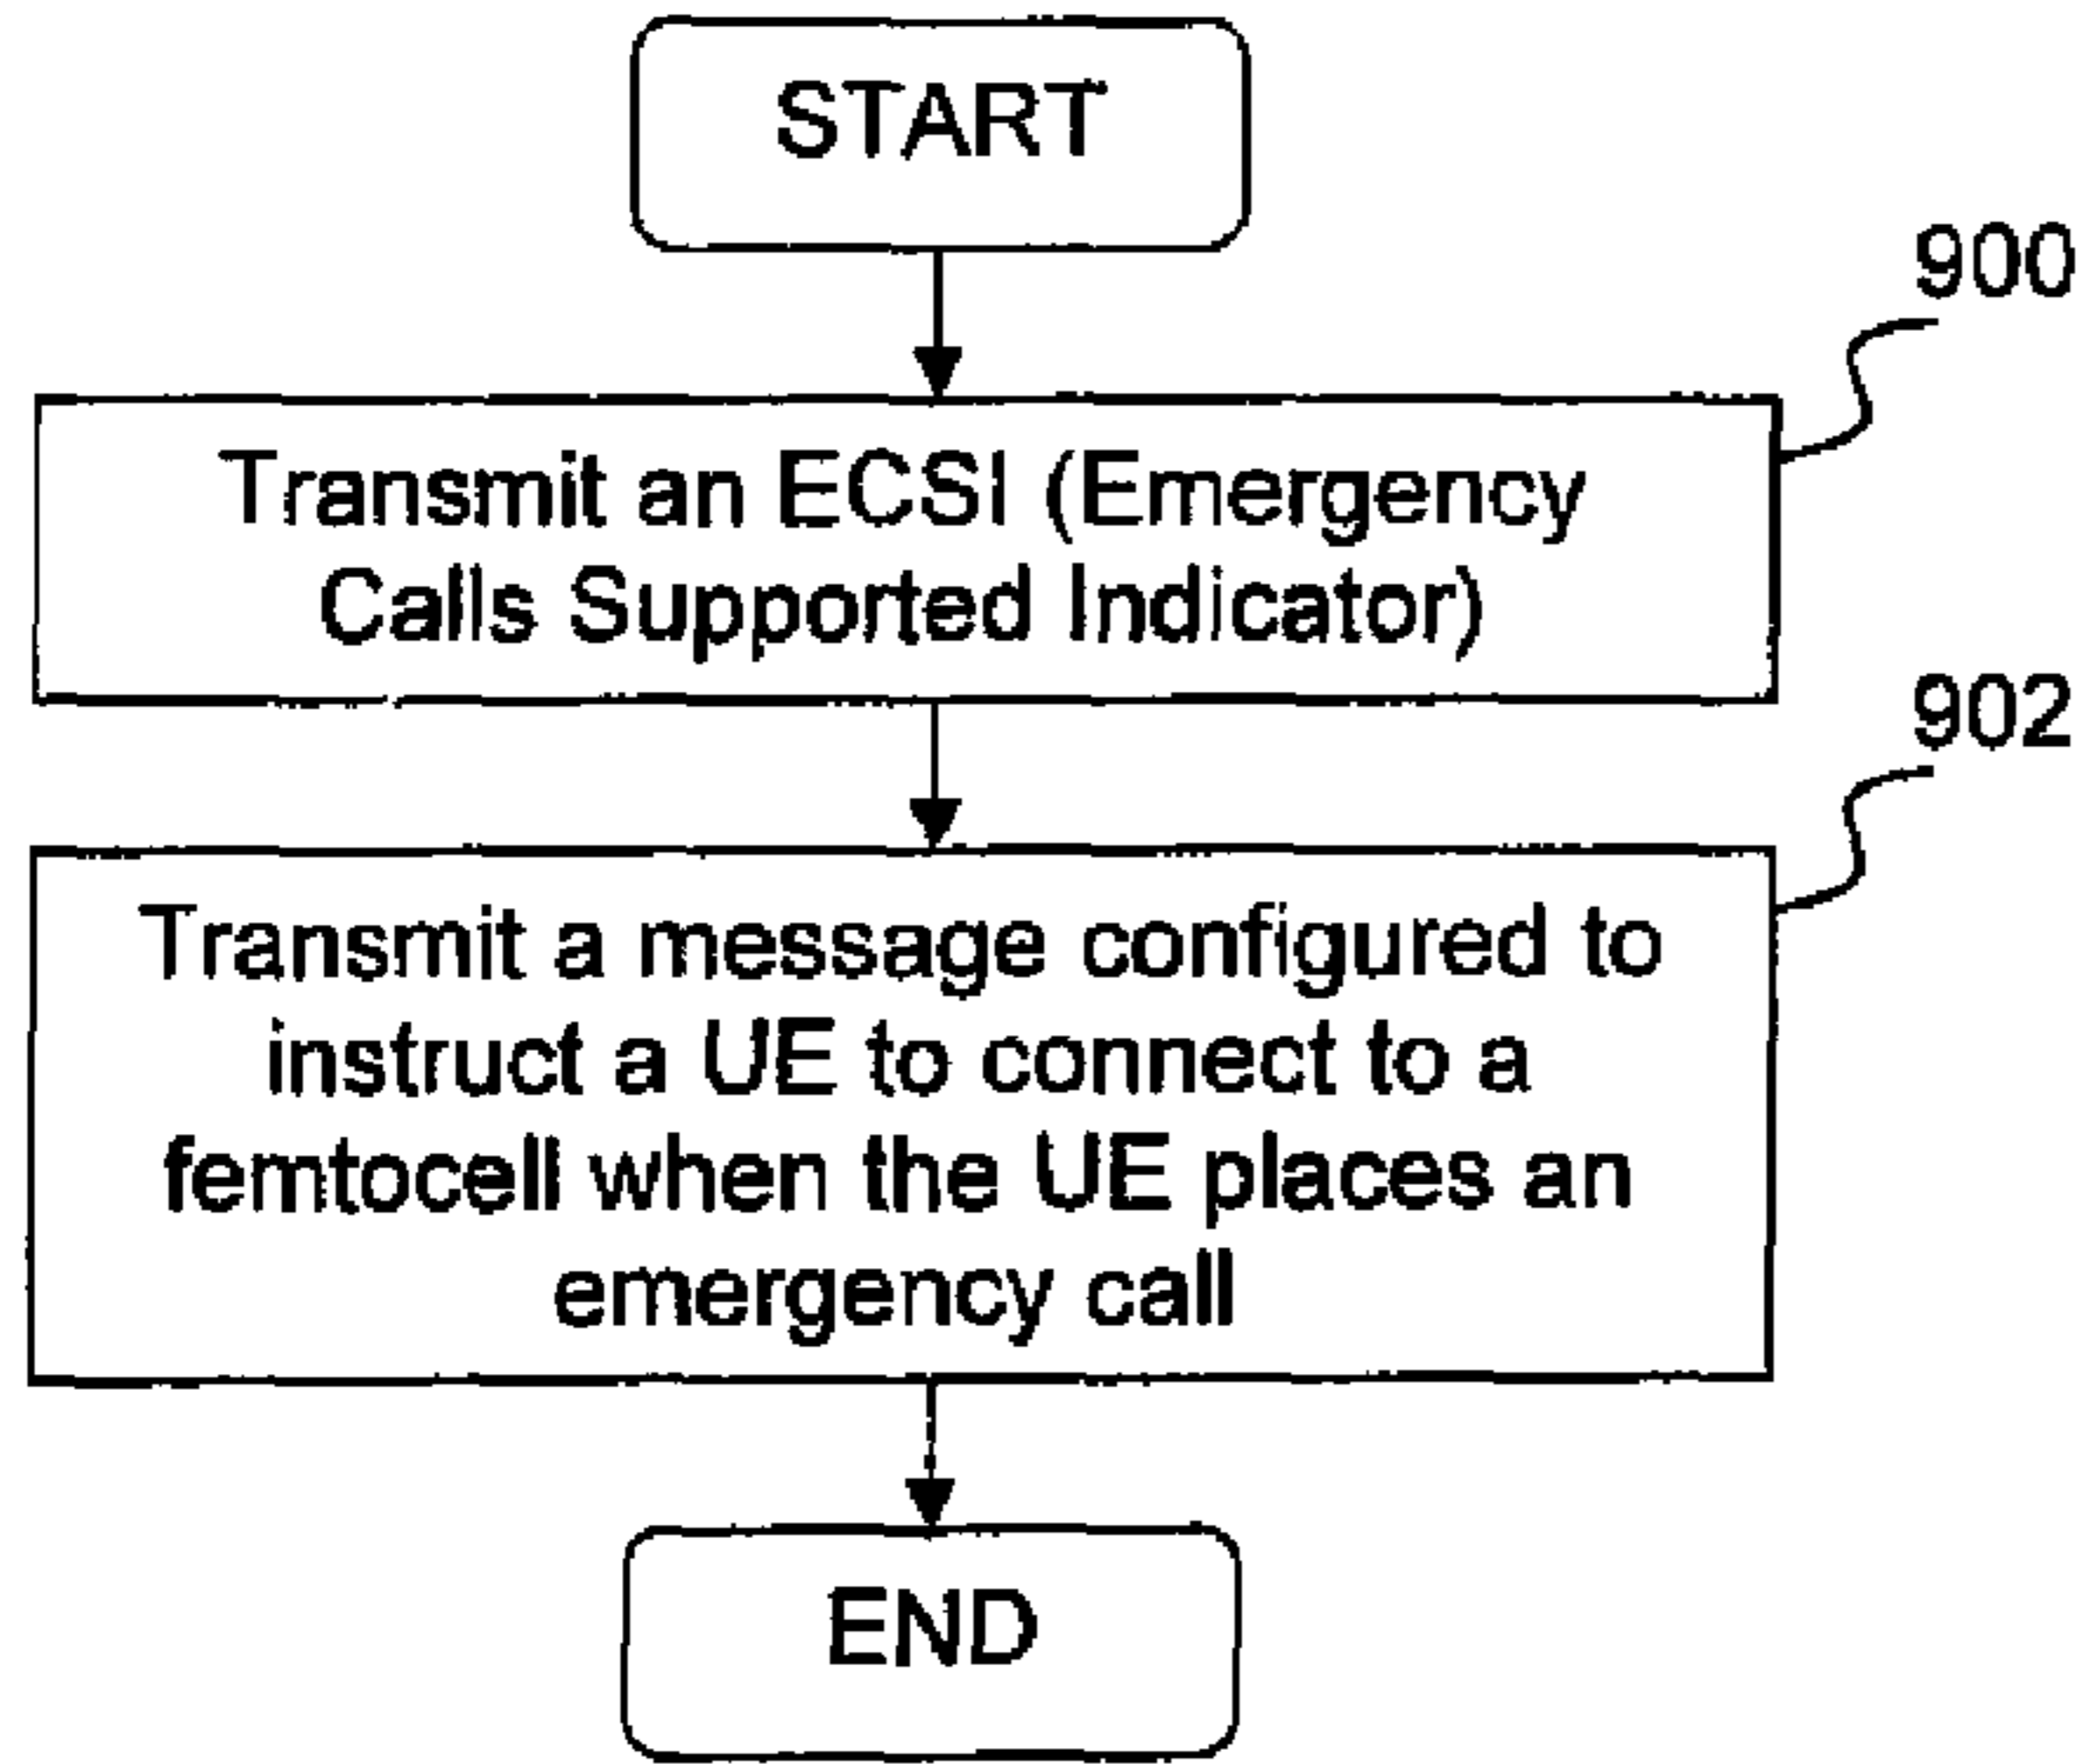 START
900
Transmit an ECSI (Emergency
Calls Supported Indicator)
902
Transmit a message configured to
instruct a UE to connect to a
femtocell when the UE places an
emergency call
END